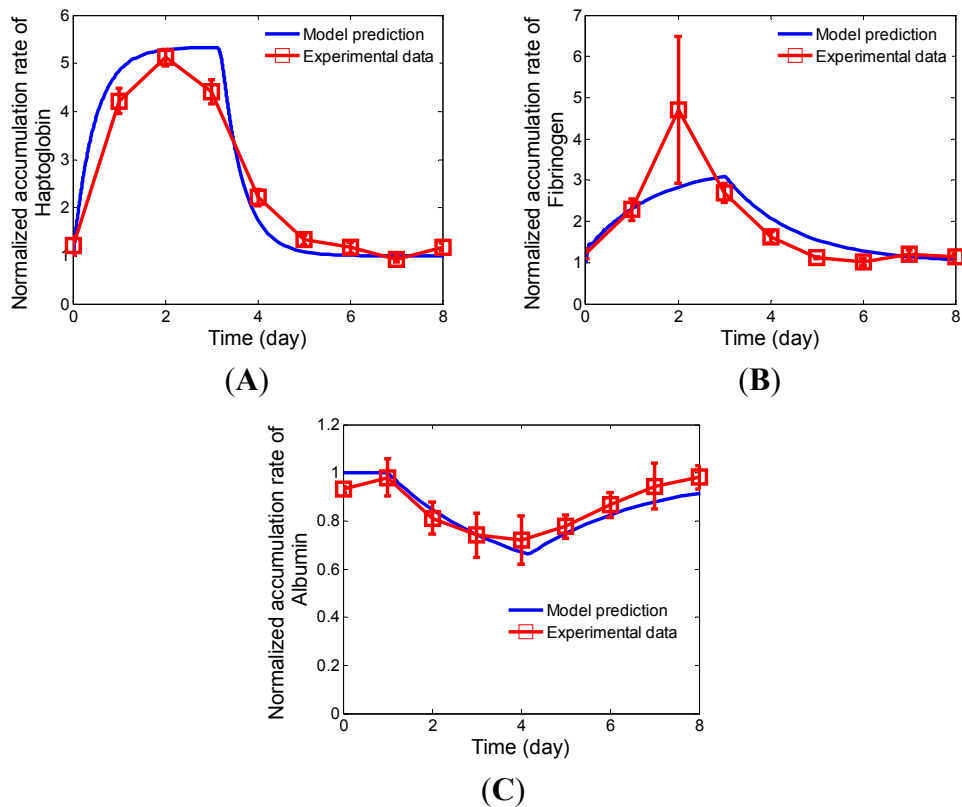 Normalized accumulation rate of
Haptoglobin
6
5
4
3
2
1
0
Model prediction
Experimental data
0 2 4 6 8
Time (day)
(A)
Normalized accumulation rate of
Fibrinogen
7
6
5
4
3
2
1
0
Model prediction
Experimental data
0 2 4 6 8
Time (day)
(B)
Normalized accumulation rate of
Albumin
1.2
1
0.8
0.6
0.4
0.2
0
Model prediction
Experimental data
0 2 4 6 8
Time (day)
(C)